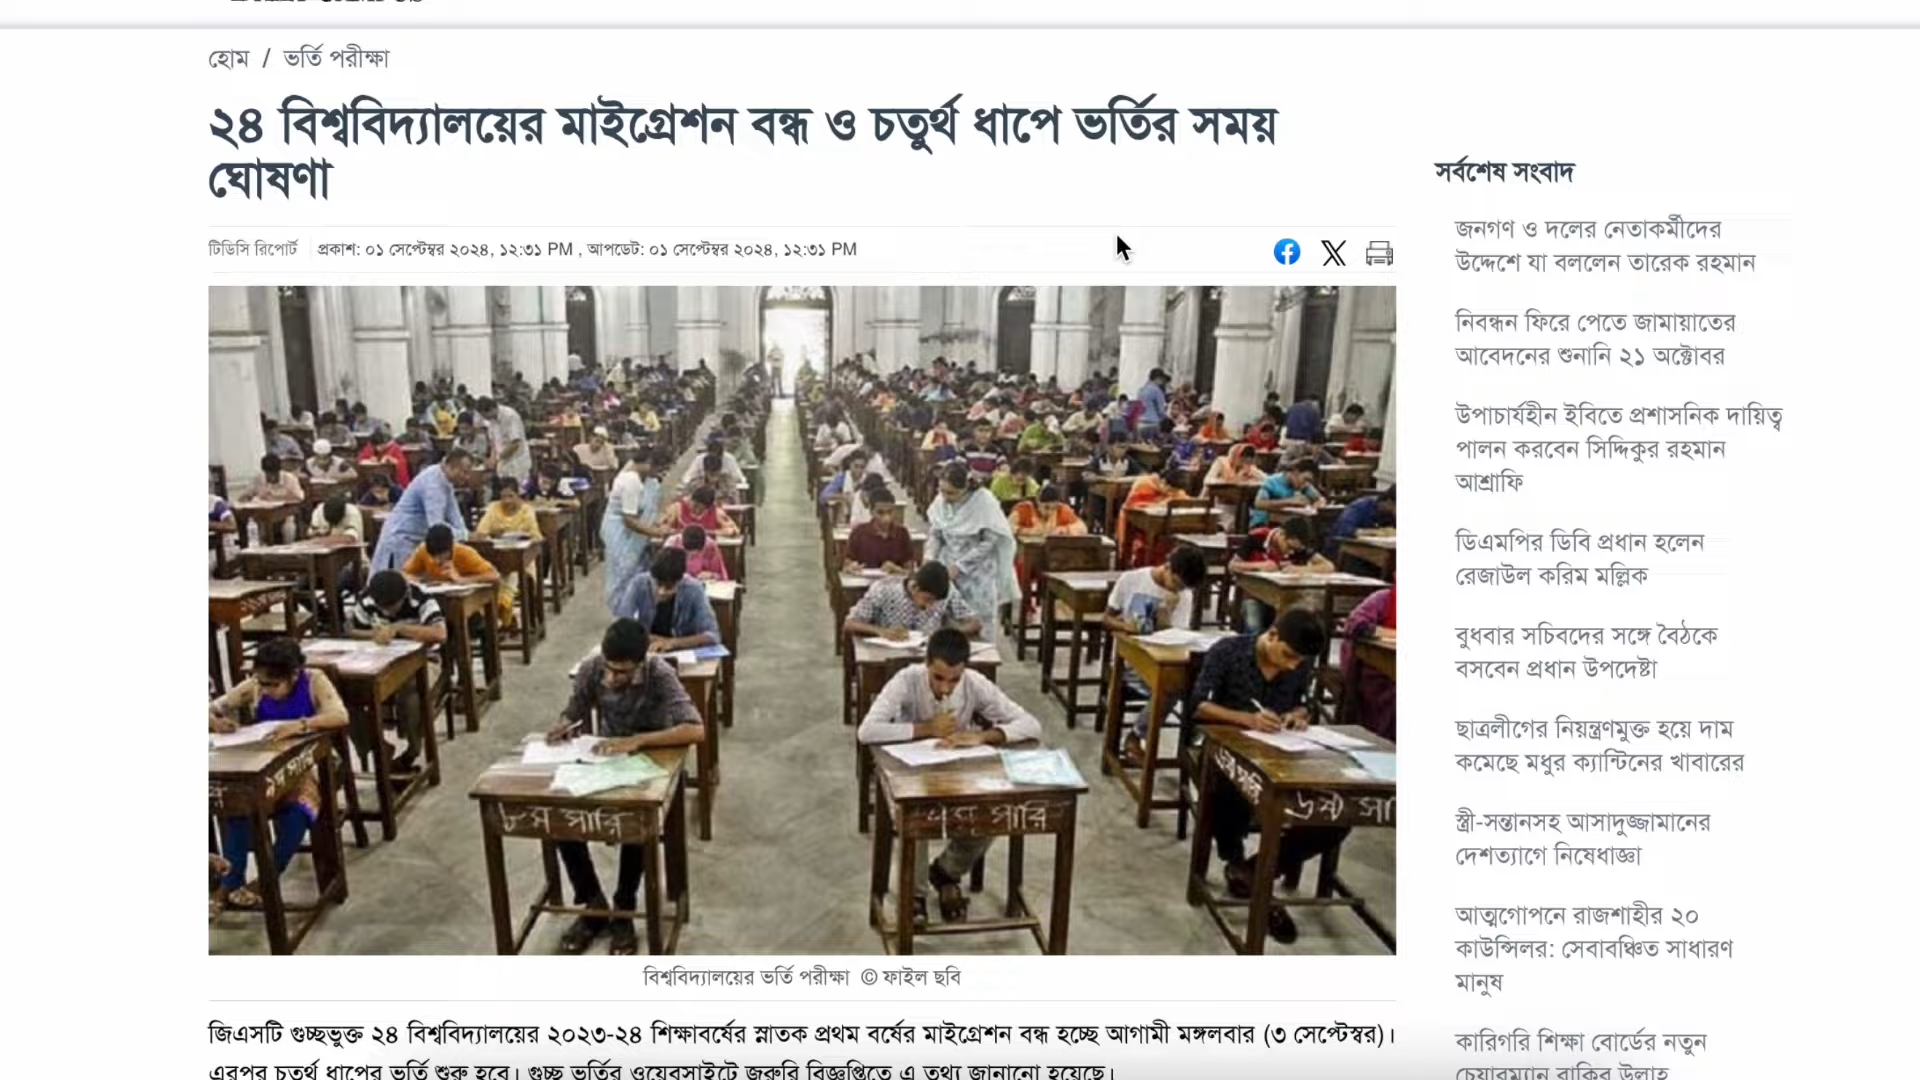 হোম / ভর্তি পরীক্ষা
২৪ বিশ্ববিদ্যালয়ের মাইগ্রেশন বন্ধ ও চতুর্থ ধাপে ভর্তির সময়
ঘোষণা
টিডিসি রিপোর্ট প্রকাশ: ০১ সেপ্টেম্বর ২০২৪, ১২:৩১ PM , আপডেট: ০১ সেপ্টেম্বর ২০২৪, ১২:৩১ PM
৮ম সারি
৭ম সারি
৬ষ্ঠ সা
বিশ্ববিদ্যালয়ের ভর্তি পরীক্ষা © ফাইল ছবি
জিএসটি গুচ্ছভুক্ত ২৪ বিশ্ববিদ্যালয়ের ২০২৩-২৪ শিক্ষাবর্ষের স্নাতক প্রথম বর্ষের মাইগ্রেশন বন্ধ হচ্ছে আগামী মঙ্গলবার (৩ সেপ্টেম্বর)।
এরপর চতুর্থ ধাপের ভর্তি শুরু হবে। গুচ্ছ ভর্তির ওয়েবসাইটে জরুরি বিজ্ঞপ্তিতে এ তথ্য জানানো হয়েছে।
সর্বশেষ সংবাদ
জনগণ ও দলের নেতাকর্মীদের
উদ্দেশে যা বললেন তারেক রহমান
নিবন্ধন ফিরে পেতে জামায়াতের
আবেদনের শুনানি ২১ অক্টোবর
উপাচার্যহীন ইবিতে প্রশাসনিক দায়িত্ব
পালন করবেন সিদ্দিকুর রহমান
আশ্রাফি
ডিএমপির ডিবি প্রধান হলেন
রেজাউল করিম মল্লিক
বুধবার সচিবদের সঙ্গে বৈঠকে
বসবেন প্রধান উপদেষ্টা
ছাত্রলীগের নিয়ন্ত্রণমুক্ত হয়ে দাম
কমেছে মধুর ক্যান্টিনের খাবারের
স্ত্রী-সন্তানসহ আসাদুজ্জামানের
দেশত্যাগে নিষেধাজ্ঞা
আত্মগোপনে রাজশাহীর ২০
কাউন্সিলর: সেবাবঞ্চিত সাধারণ
মানুষ
কারিগরি শিক্ষা বোর্ডের নতুন
চেয়ারম্যান রাকিব উল্লাহ